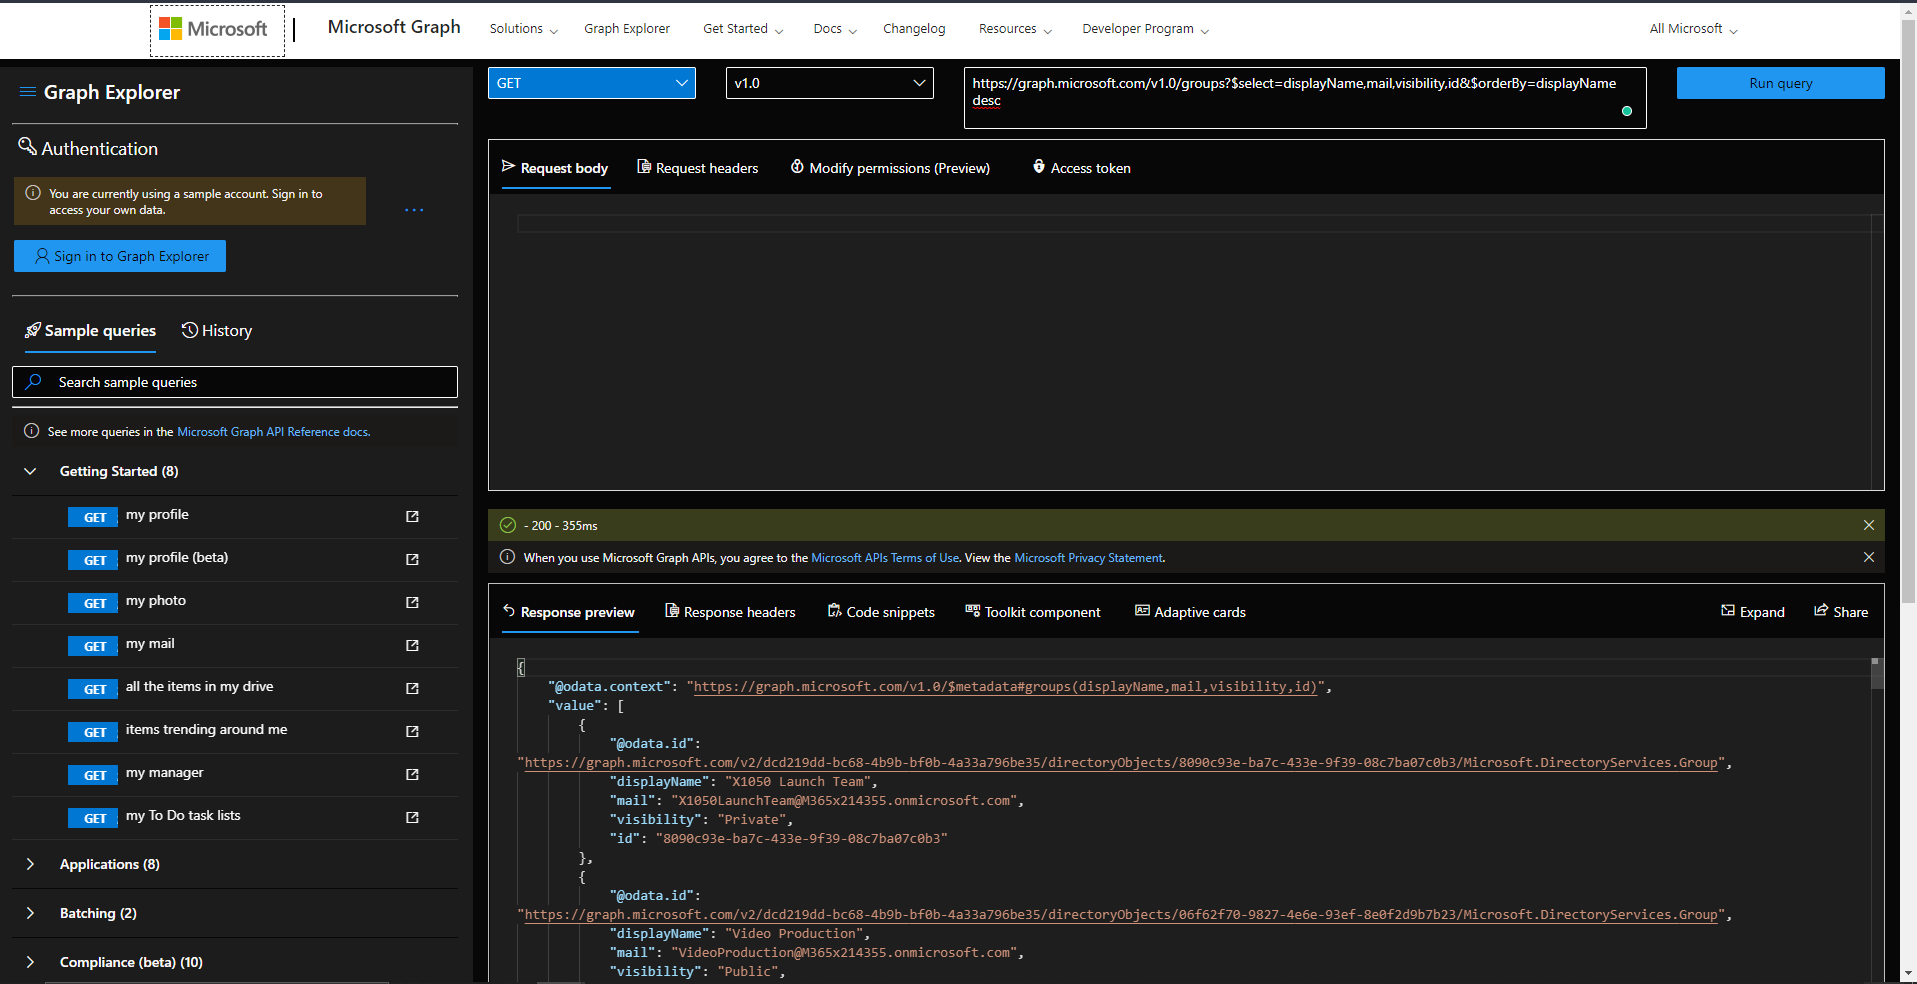 Microsoft
Microsoft Graph
Solutions
Graph Explorer
Get Started
Docs
Changelog
Resources
Developer Program
All Microsoft
Graph Explorer
Authentication
You are currently using a sample account. Sign in to
access your own data.
...
Sign in to Graph Explorer
Sample queries
History
Search sample queries
See more queries in the Microsoft Graph API Reference docs.
Getting Started (8)
GET my profile
GET my profile (beta)
GET my photo
GET my mail
GET all the items in my drive
GET items trending around me
GET my manager
GET my To Do task lists
Applications (8)
Batching (2)
Compliance (beta) (10)
GET
v1.0
https://graph.microsoft.com/v1.0/groups?$select=displayName,mail,visibility,id&$orderBy=displayName
desc
Run query
Request body
Request headers
Modify permissions (Preview)
Access token
- 200 - 355ms
When you use Microsoft Graph APIs, you agree to the Microsoft APIs Terms of Use. View the Microsoft Privacy Statement.
Response preview
Response headers
Code snippets
Toolkit component
Adaptive cards
Expand
Share
{
"@odata.context": "https://graph.microsoft.com/v1.0/$metadata#groups(displayName,mail,visibility,id)",
"value": [
{
"@odata.id":
"https://graph.microsoft.com/v2/dcd219dd-bc68-4b9b-bf0b-4a33a796be35/directoryObjects/8090c93e-ba7c-433e-9f39-08c7ba07c0b3/Microsoft.DirectoryServices.Group",
"displayName": "X1050 Launch Team",
"mail": "X1050LaunchTeam@M365x214355.onmicrosoft.com",
"visibility": "Private",
"id": "8090c93e-ba7c-433e-9f39-08c7ba07c0b3"
},
{
"@odata.id":
"https://graph.microsoft.com/v2/dcd219dd-bc68-4b9b-bf0b-4a33a796be35/directoryObjects/06f62f70-9827-4e6e-93ef-8e0f2d9b7b23/Microsoft.DirectoryServices.Group",
"displayName": "Video Production",
"mail": "VideoProduction@M365x214355.onmicrosoft.com",
"visibility": "Public",